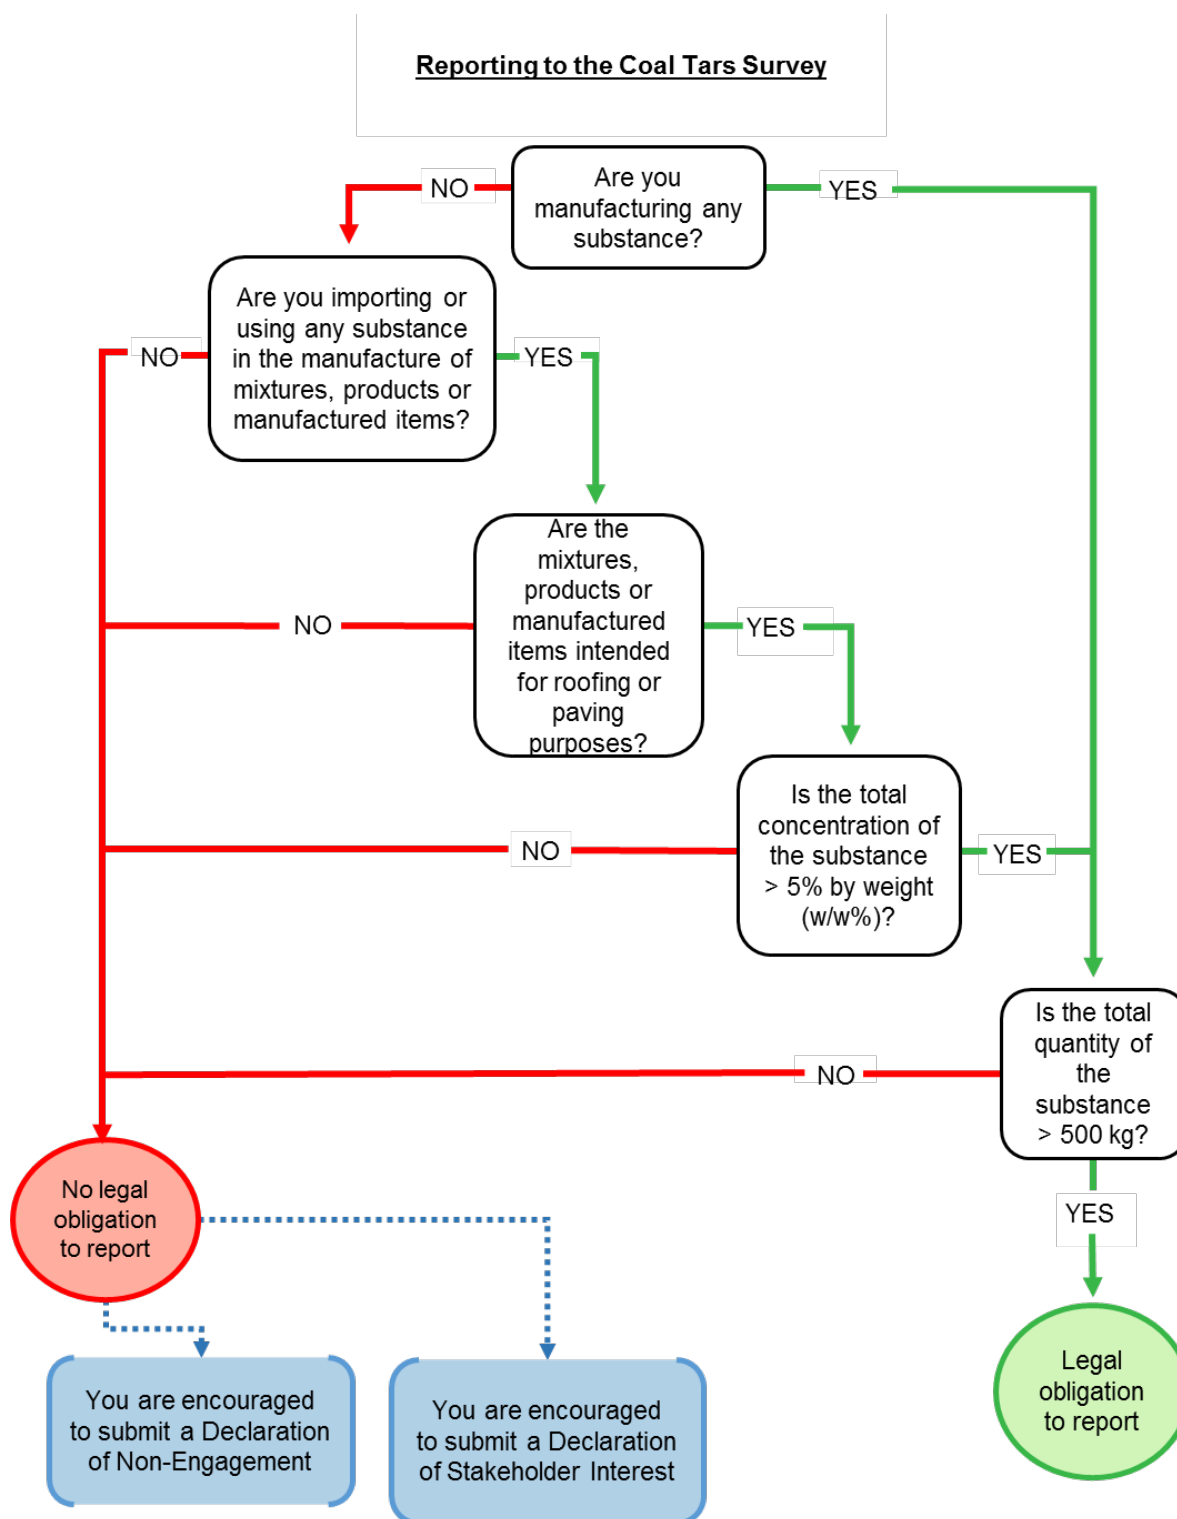 Reporting to the Coal Tars Survey
Are you
manufacturing any
substance?
NO
YES
Are you importing or
using any substance
in the manufacture of
mixtures, products or
manufactured items?
NO
YES
Are the
mixtures,
products or
manufactured
items intended
for roofing or
paving
purposes?
NO
YES
Is the total
concentration of
the substance
> 5% by weight
(w/w%)?
NO
YES
Is the total
quantity of
the
substance
> 500 kg?
NO
YES
No legal
obligation
to report
Legal
obligation
to report
You are encouraged
to submit a Declaration
of Non-Engagement
You are encouraged
to submit a Declaration
of Stakeholder Interest